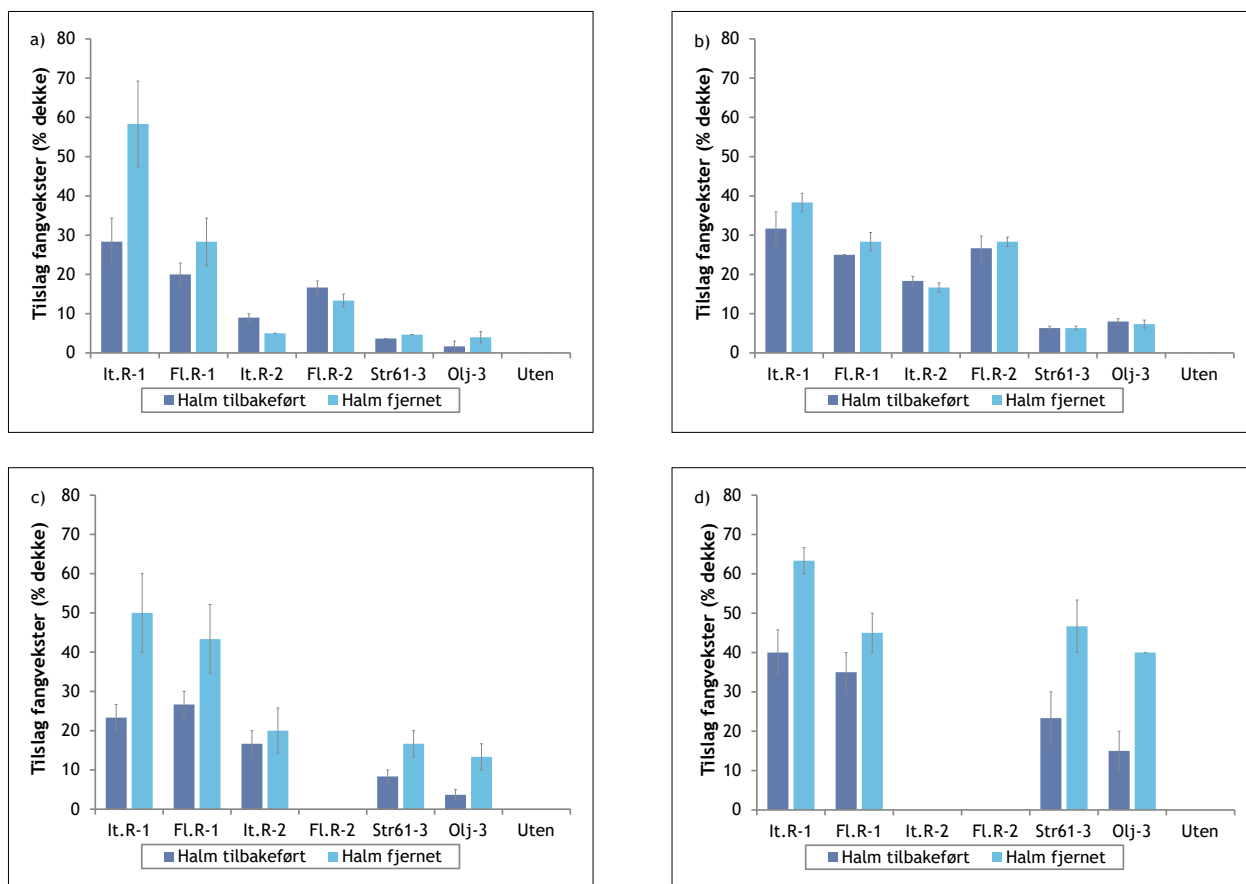 a)
Tilslag fangvekster (% dekke)
80
70
60
50
40
30
20
10
0
It.R-1 Fl.R-1 It.R-2 Fl.R-2 Str61-3 Olj-3 Uten
Halm tilbakeført Halm fjernet
b)
Tilslag fangvekster (% dekke)
80
70
60
50
40
30
20
10
0
It.R-1 Fl.R-1 It.R-2 Fl.R-2 Str61-3 Olj-3 Uten
Halm tilbakeført Halm fjernet
c)
Tilslag fangvekster (% dekke)
80
70
60
50
40
30
20
10
0
It.R-1 Fl.R-1 It.R-2 Fl.R-2 Str61-3 Olj-3 Uten
Halm tilbakeført Halm fjernet
d)
Tilslag fangvekster (% dekke)
80
70
60
50
40
30
20
10
0
It.R-1 Fl.R-1 It.R-2 Fl.R-2 Str61-3 Olj-3 Uten
Halm tilbakeført Halm fjernet